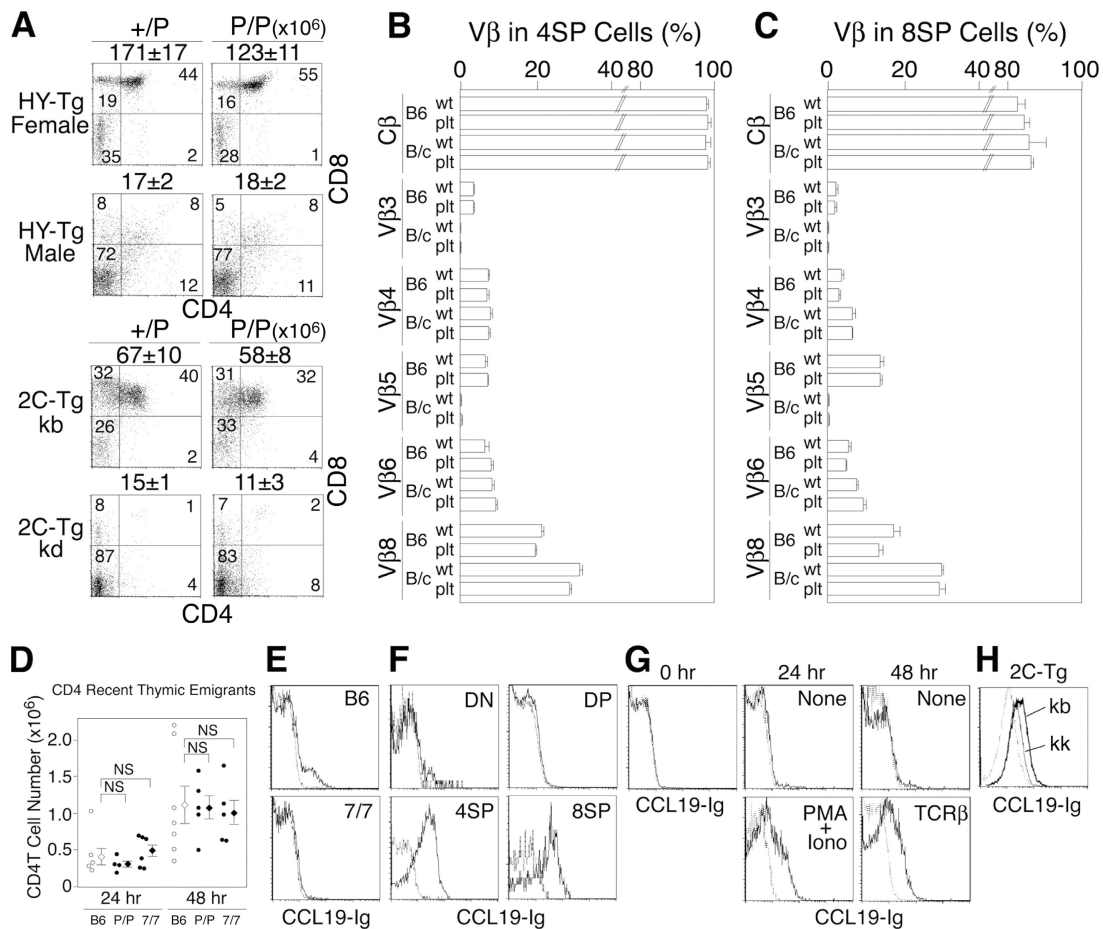 A
+/P P/P(x10⁶)
171±17 123±11
HY-Tg Female
44 19 35 2
55 16 28 1
CD8
17±2 18±2
HY-Tg Male
8 8 72 12
5 8 77 11
CD4
+/P P/P(x10⁶)
67±10 58±8
2C-Tg kb
32 40 26 2
31 32 33 4
CD8
15±1 11±3
2C-Tg kd
8 1 87 4
7 2 83 8
CD4
B
Vβ in 4SP Cells (%)
0 20 40 80 100
Cβ B6 wt
plt
B/c wt
plt
Vβ3 B6 wt
plt
B/c wt
plt
Vβ4 B6 wt
plt
B/c wt
plt
Vβ5 B6 wt
plt
B/c wt
plt
Vβ6 B6 wt
plt
B/c wt
plt
Vβ8 B6 wt
plt
B/c wt
plt
C
Vβ in 8SP Cells (%)
0 20 40 80 100
Cβ B6 wt
plt
B/c wt
plt
Vβ3 B6 wt
plt
B/c wt
plt
Vβ4 B6 wt
plt
B/c wt
plt
Vβ5 B6 wt
plt
B/c wt
plt
Vβ6 B6 wt
plt
B/c wt
plt
Vβ8 B6 wt
plt
B/c wt
plt
D
CD4 Recent Thymic Emigrants
CD4T Cell Number (x10⁶)
2.0
1.5
1.0
0.5
0
NS
NS
NS
NS
24 hr 48 hr
B6 P/P 7/7 B6 P/P 7/7
E
B6
7/7
CCL19-Ig
F
DN DP
4SP 8SP
CCL19-Ig
G
0 hr 24 hr 48 hr
None None
CCL19-Ig
PMA
+
Iono
TCRβ
CCL19-Ig
H
2C-Tg
kb
kk
CCL19-Ig